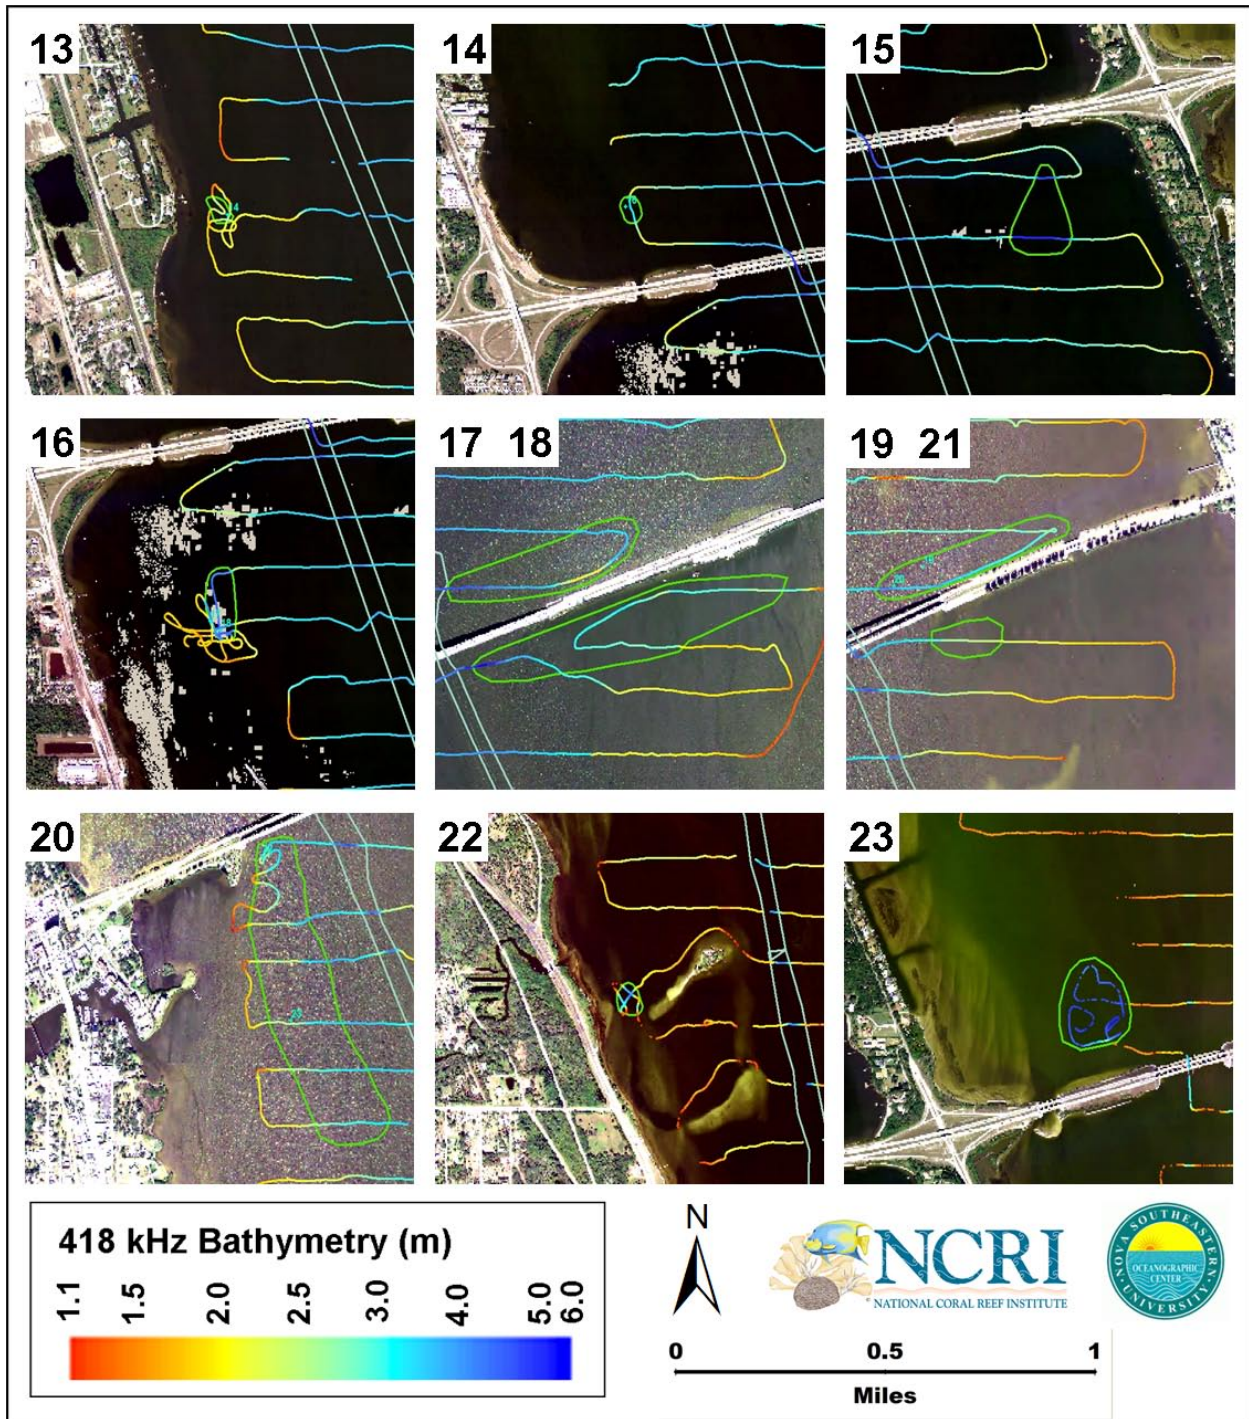 13
14
15
16
17 18
19 21
20
22
23
418 kHz Bathymetry (m)
1.1 1.5 2.0 2.5 3.0 4.0 5.0 6.0
N
NCRI
NATIONAL CORAL REEF INSTITUTE
NOVA SOUTHEASTERN UNIVERSITY
OCEANOGRAPHIC
CENTER
0 0.5 1
Miles